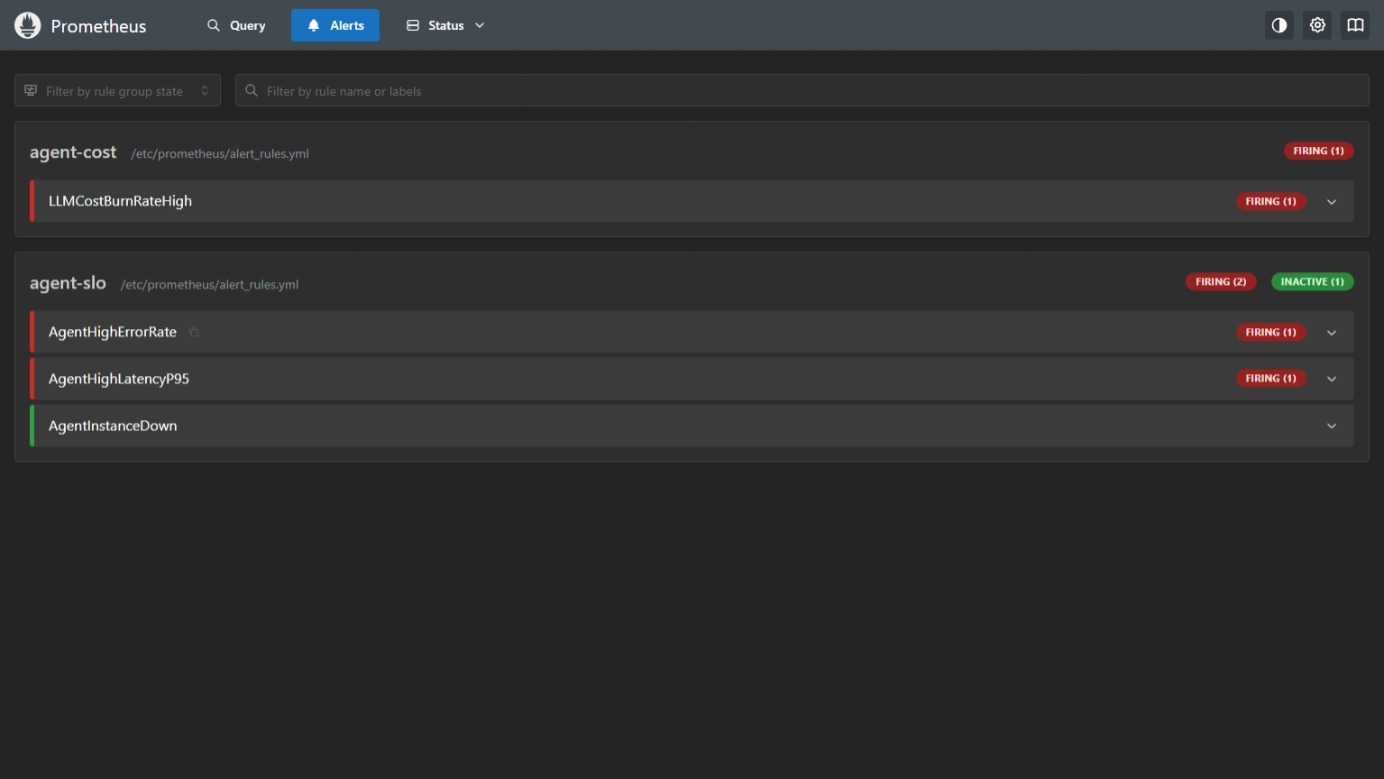 Prometheus Query Alerts Status
Filter by rule group state Filter by rule name or labels
agent-cost /etc/prometheus/alert_rules.yml FIRING (1)
LLMCostBurnRateHigh FIRING (1)
agent-slo /etc/prometheus/alert_rules.yml FIRING (2) INACTIVE (1)
AgentHighErrorRate FIRING (1)
AgentHighLatencyP95 FIRING (1)
AgentInstanceDown